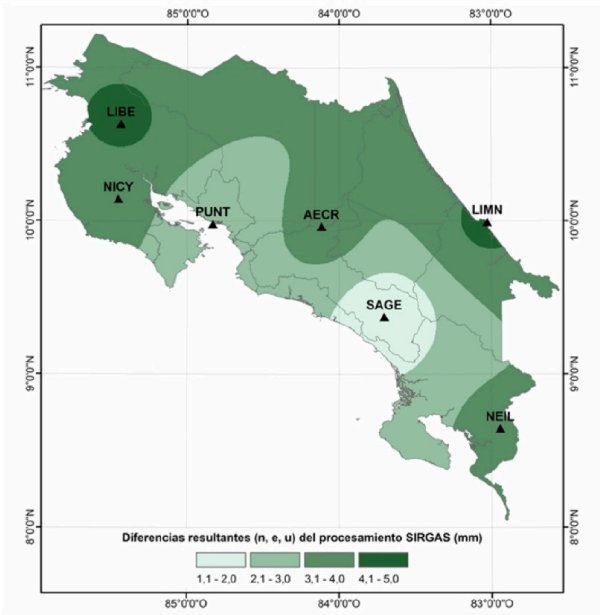 85°0'0"O 84°0'0"O 83°0'0"O
11°0'0"N 11°0'0"N
LIBE
NICY
PUNT
AECR
LIMN
10°0'0"N 10°0'0"N
SAGE
9°0'0"N 9°0'0"N
NEIL
8°0'0"N 8°0'0"N
Diferencias resultantes (n, e, u) del procesamiento SIRGAS (mm)
1,1 - 2,0 2,1 - 3,0 3,1 - 4,0 4,1 - 5,0
85°0'0"O 84°0'0"O 83°0'0"O